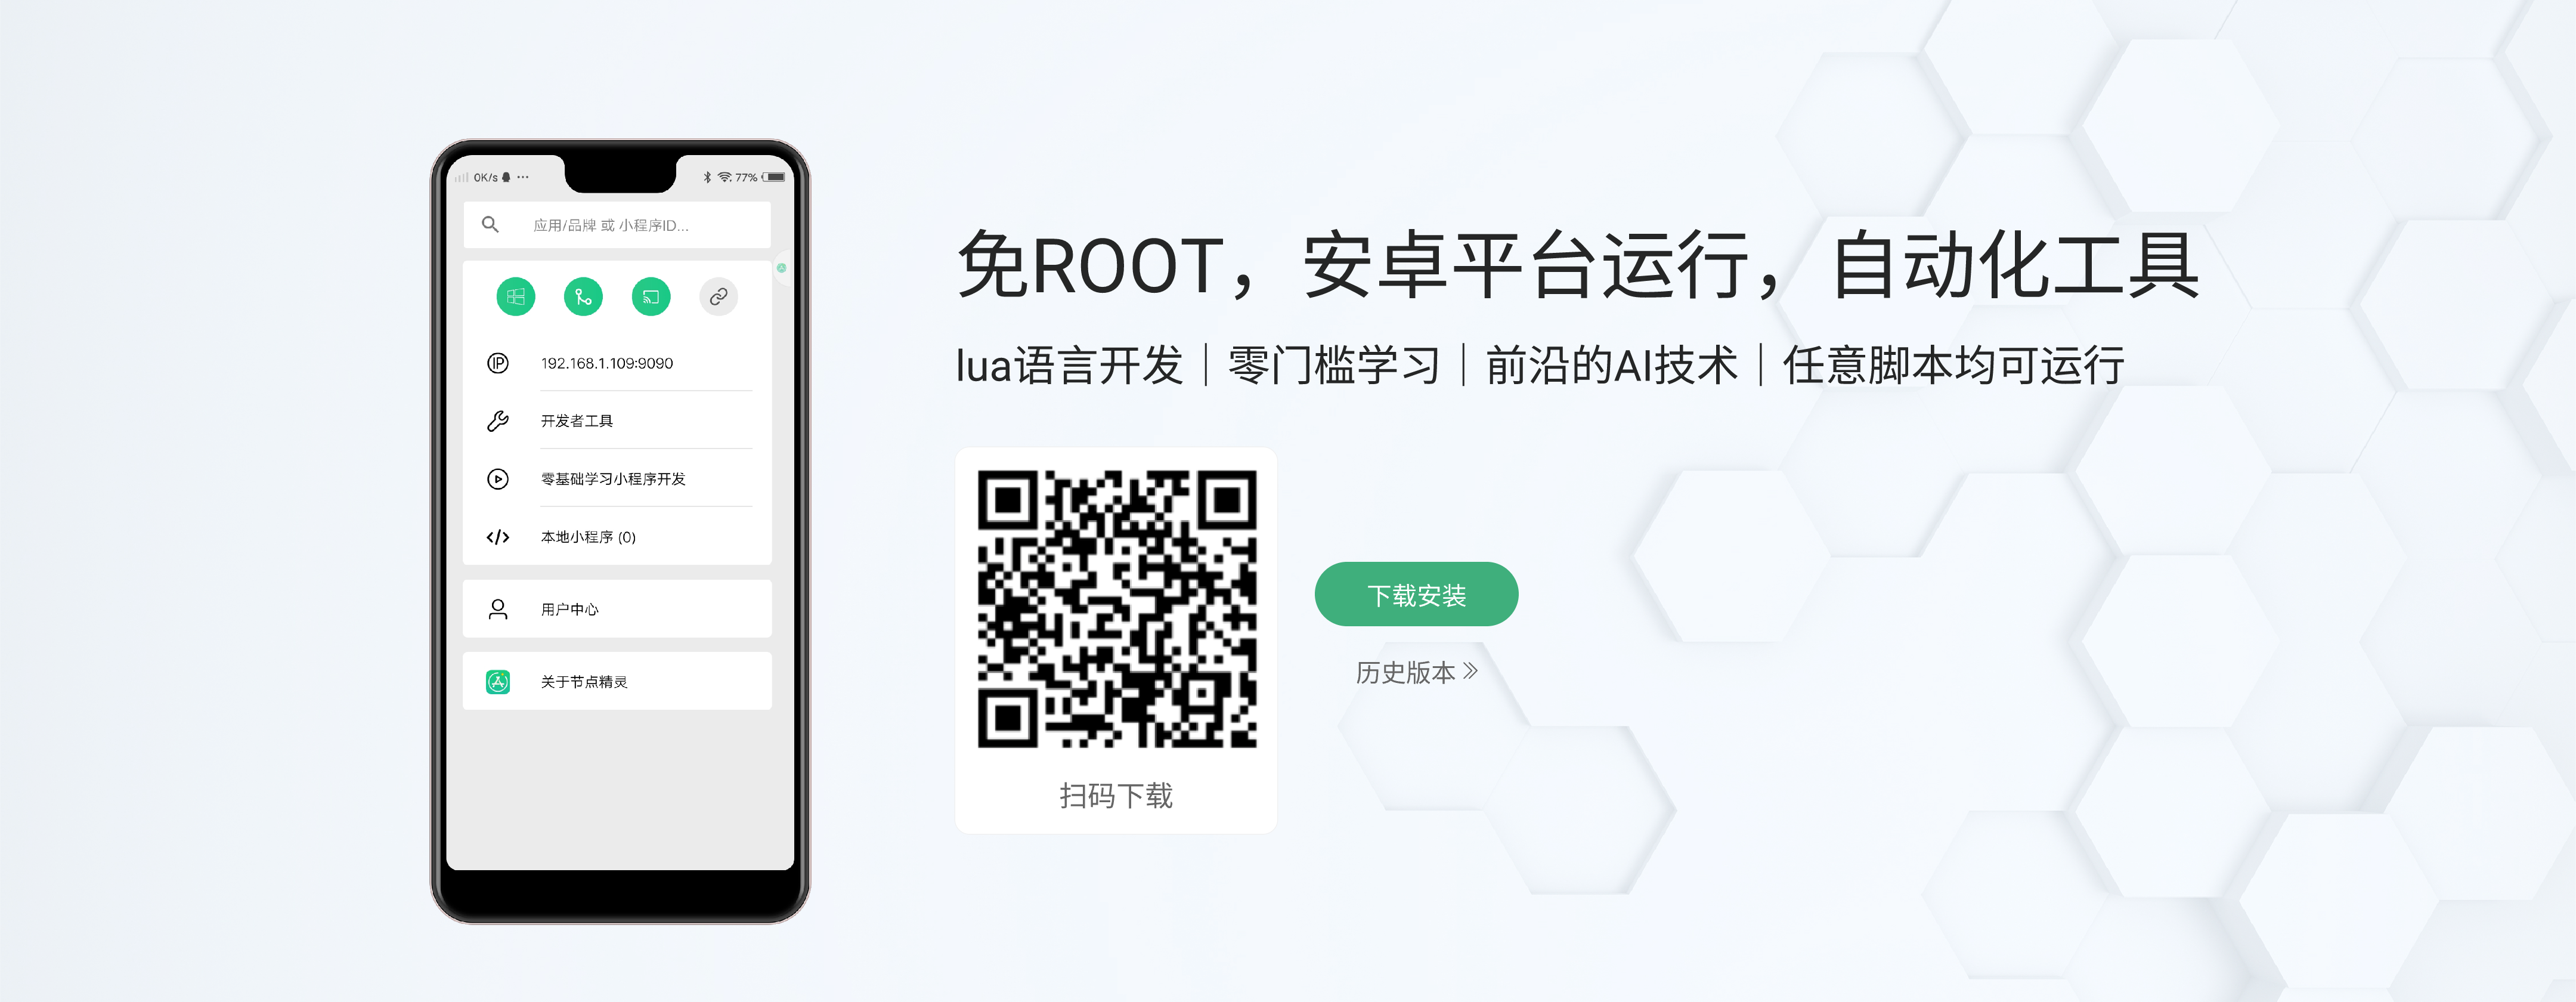 0K/s
77%
应用/品牌 或 小程序ID...
192.168.1.109:9090
开发者工具
零基础学习小程序开发
本地小程序 (0)
用户中心
关于节点精灵
免ROOT，安卓平台运行，自动化工具
lua语言开发｜零门槛学习｜前沿的AI技术｜任意脚本均可运行
下载安装
历史版本
扫码下载